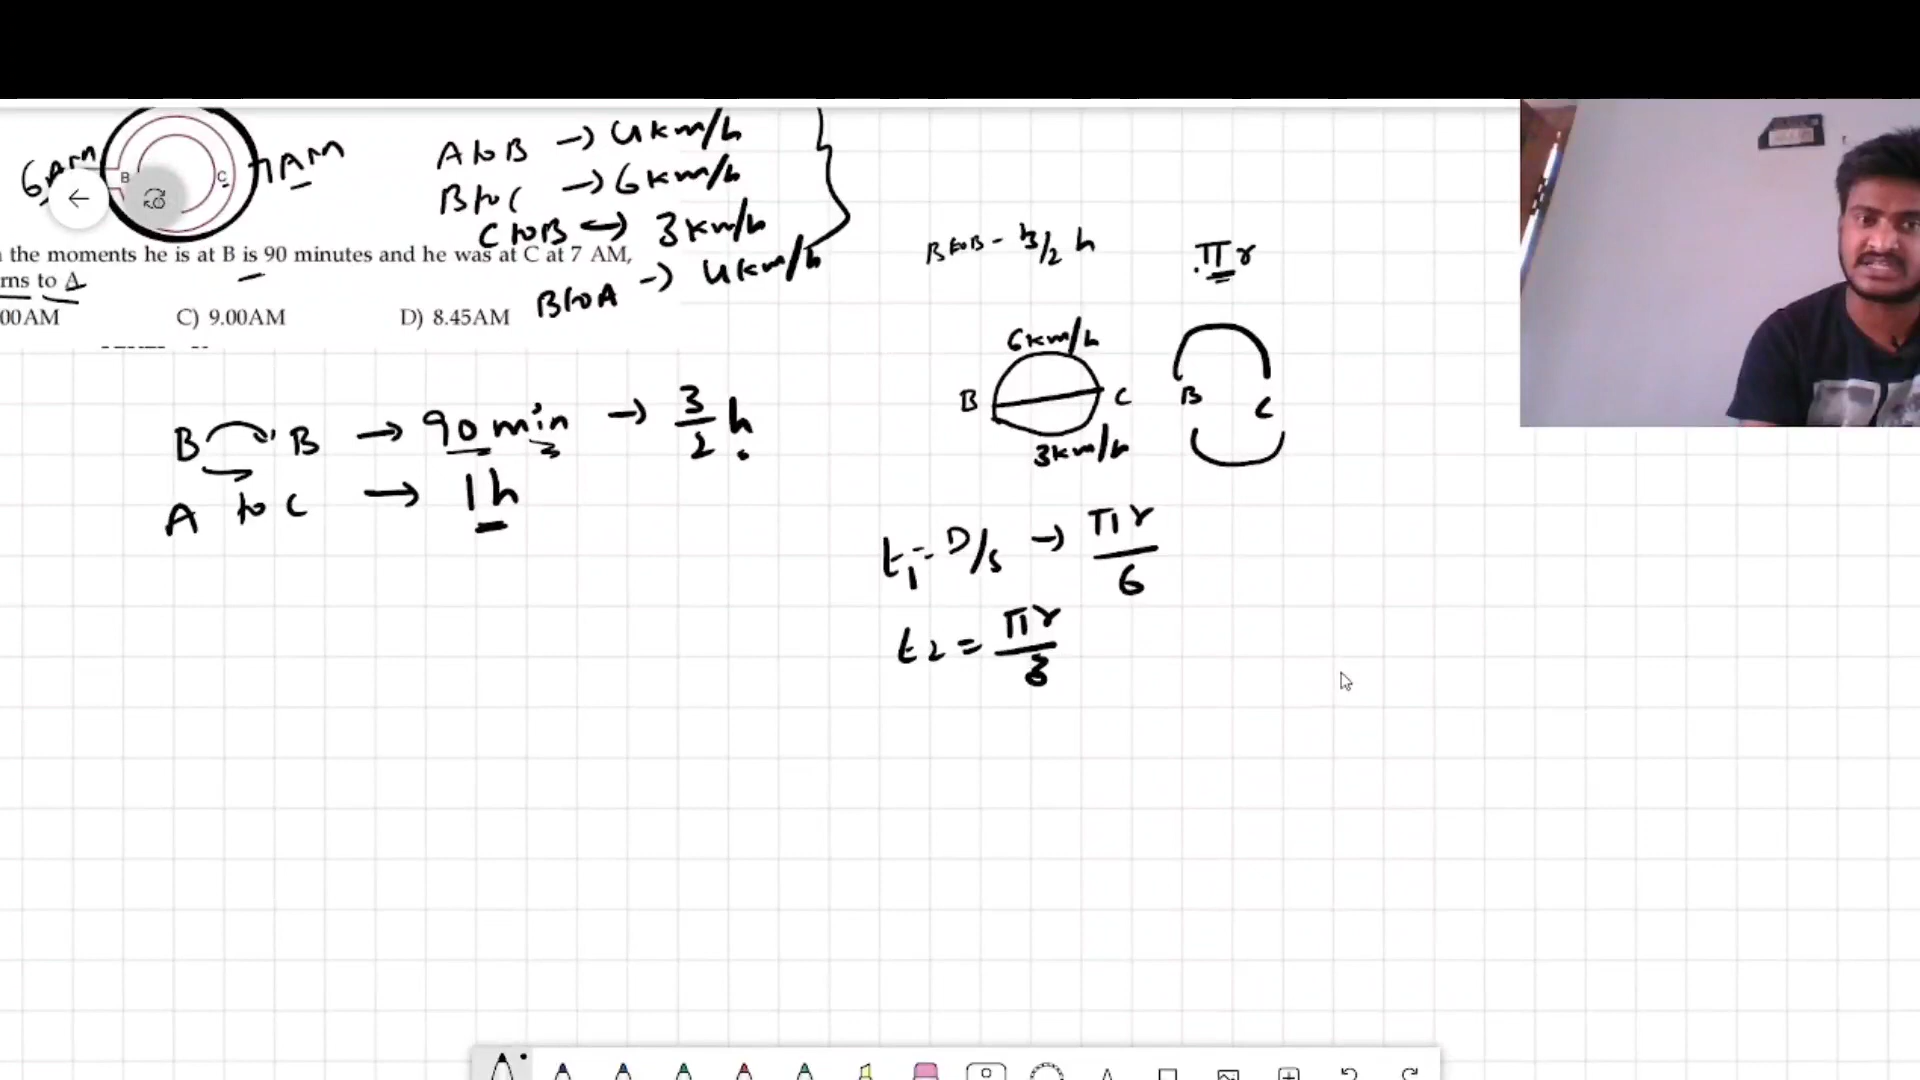 6AM
B
C
7AM
A to B → 4km/h
B to C → 6km/h
C to B ↔ 3km/h
B to A → 4km/h
the moments he is at B is 90 minutes and he was at C at 7 AM,
rns to A
00AM C) 9.00AM D) 8.45AM
B to B - 3/2 h
πr
6km/h
B C
3km/h
B C
B B → 90 min → 3/2 h
A to C → 1h
t1 = D/s → πr/6
t2 = πr/3